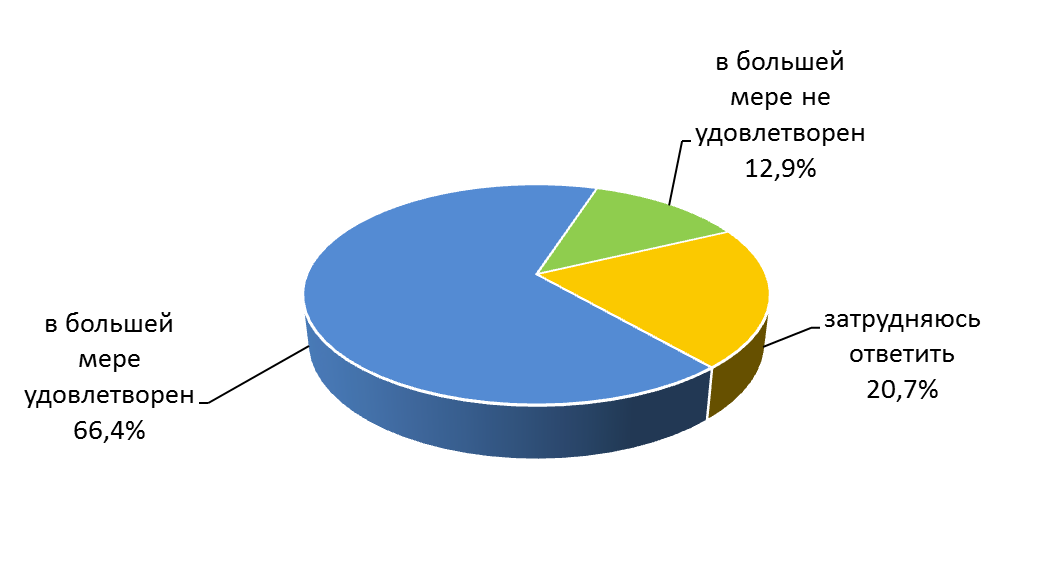 в большей
мере не
удовлетворен
12,9%
в большей
мере
удовлетворен
66,4%
затрудняюсь
ответить
20,7%